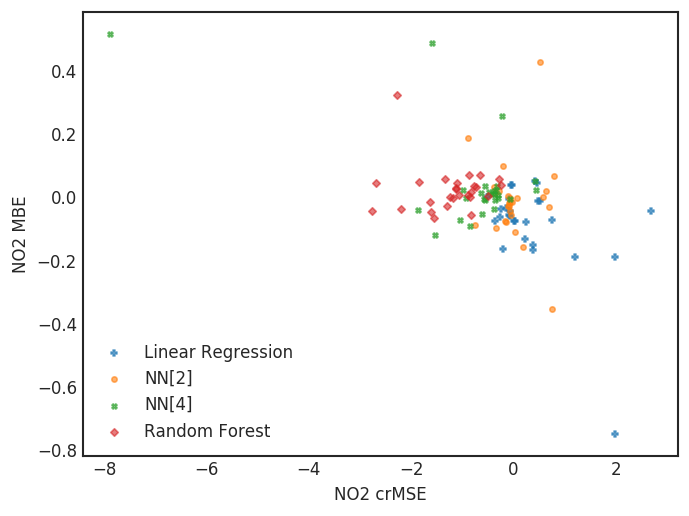 0.4
0.2
0.0
−0.2
−0.4
−0.6
−0.8
NO2 MBE
Linear Regression
NN[2]
NN[4]
Random Forest
−8 −6 −4 −2 0 2
NO2 crMSE